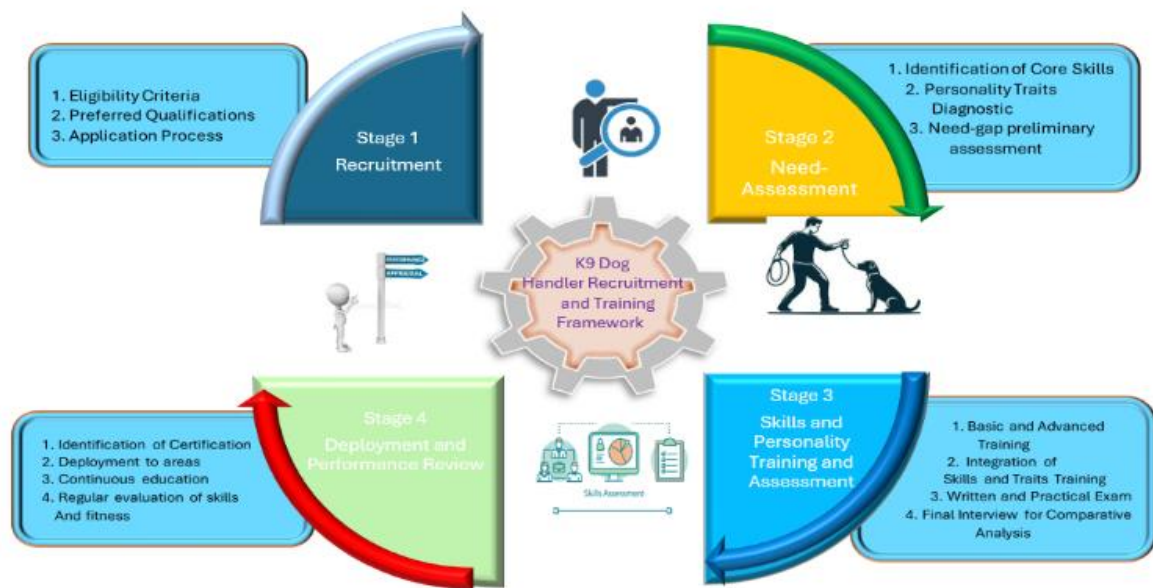 1. Eligibility Criteria
2. Preferred Qualifications
3. Application Process
Stage 1
Recruitment
Stage 2
Need-
Assessment
1. Identification of Core Skills
2. Personality Traits
Diagnostic
3. Need-gap preliminary
assessment
K9 Dog
Handler Recruitment
and Training
Framework
APPRAISAL
Stage 4
Deployment and
Performance Review
1. Identification of Certification
2. Deployment to areas
3. Continuous education
4. Regular evaluation of skills
And fitness
Skills Assessment
Stage 3
Skills and
Personality
Training and
Assessment
1. Basic and Advanced
Training
2. Integration of
Skills and Traits Training
3. Written and Practical Exam
4. Final Interview for Comparative
Analysis